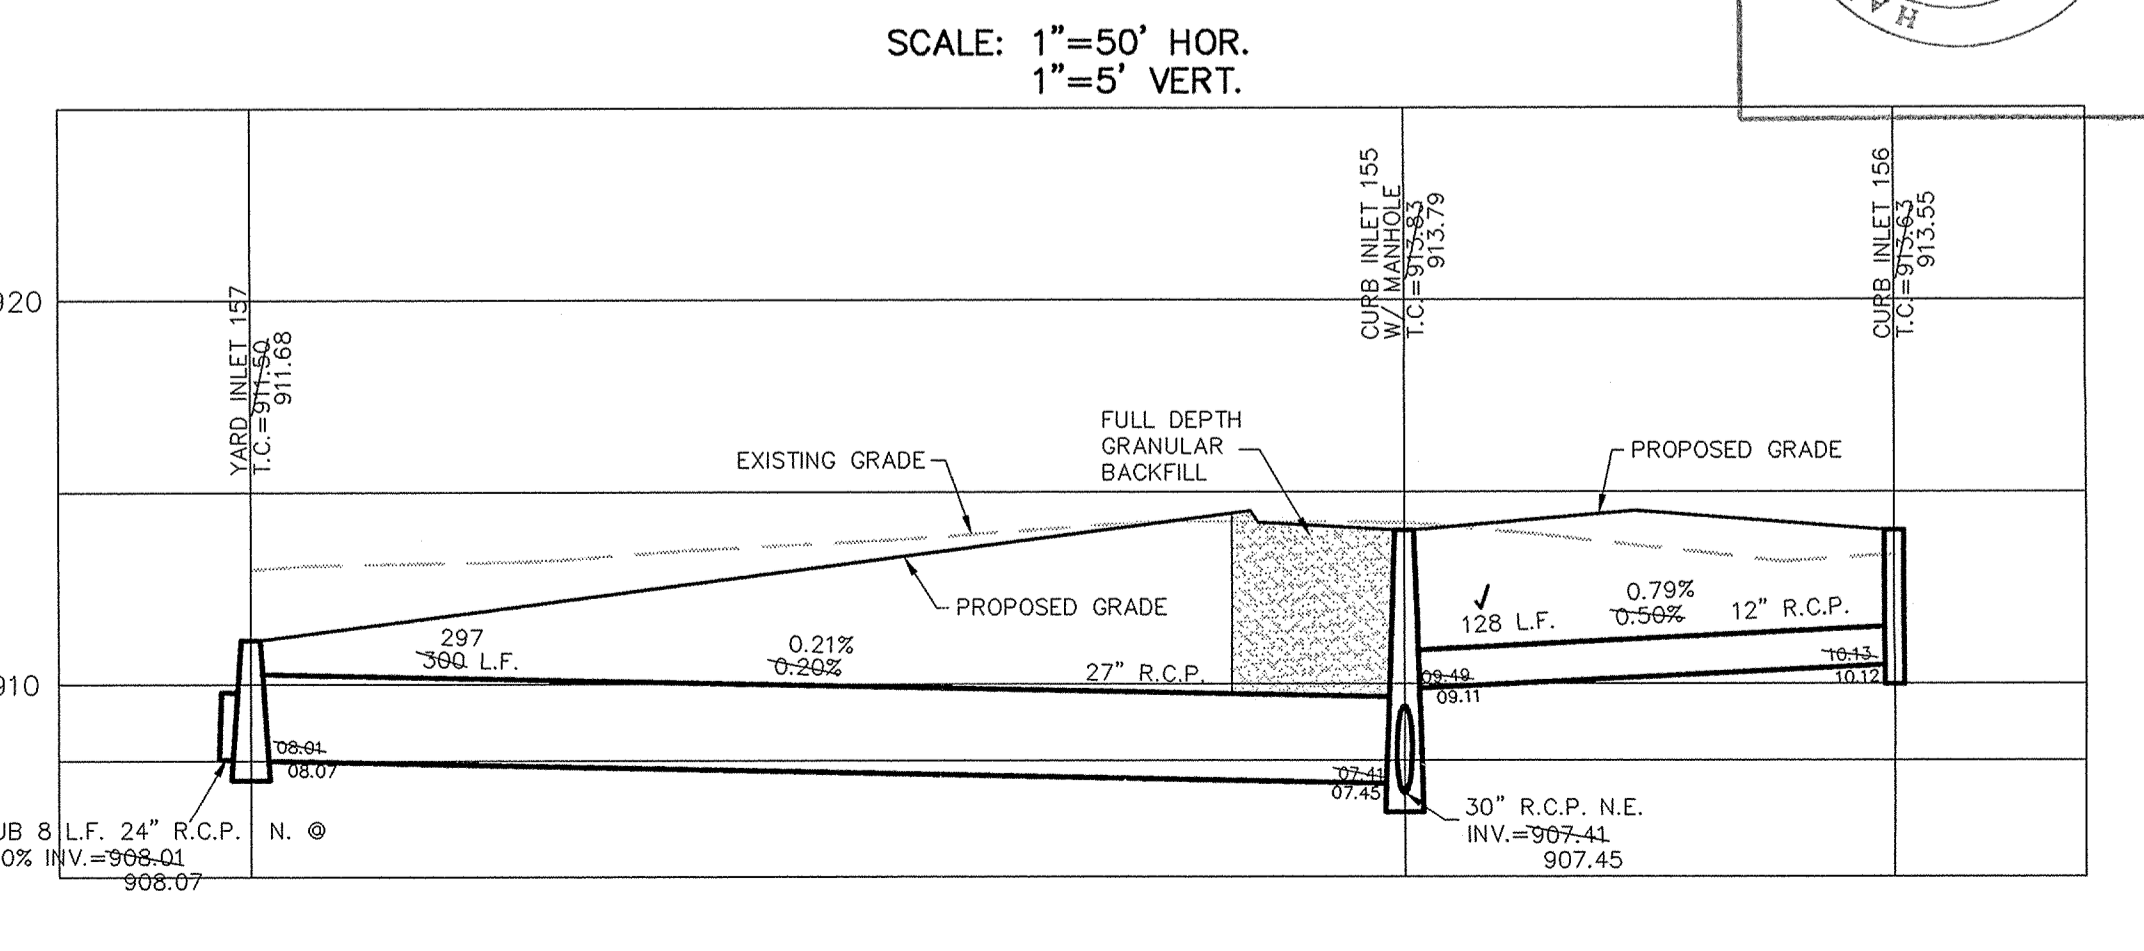 SCALE: 1"=50' HOR.
1"=5' VERT.
HA
920
910
YARD INLET 157
T.C.=911.50
911.68
CURB INLET 155
W/ MANHOLE
T.C.=913.83
913.79
CURB INLET 156
T.C.=913.63
913.55
EXISTING GRADE
FULL DEPTH
GRANULAR
BACKFILL
PROPOSED GRADE
PROPOSED GRADE
297
300 L.F.
0.21%
0.20%
27" R.C.P.
128 L.F.
0.79%
0.50%
12" R.C.P.
09.49
09.11
10.13
10.12
08.01
08.07
07.41
07.45
UB 8 L.F. 24" R.C.P. N. @
0% INV.=908.01
908.07
30" R.C.P. N.E.
INV.=907.41
907.45